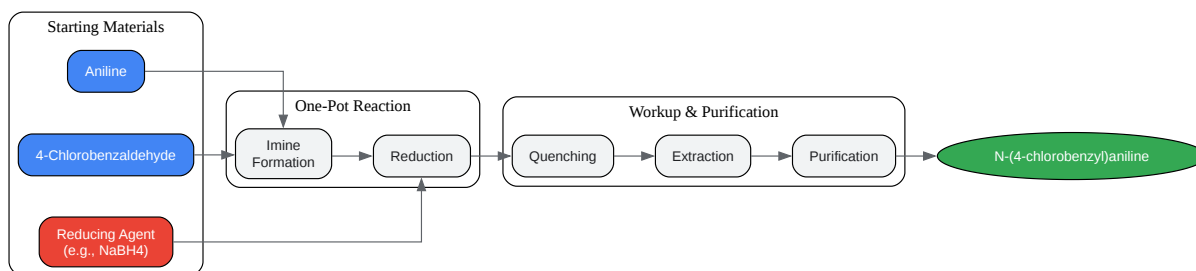 Starting Materials
Aniline
4-Chlorobenzaldehyde
Reducing Agent
(e.g., NaBH4)
One-Pot Reaction
Imine
Formation
Reduction
Workup & Purification
Quenching
Extraction
Purification
N-(4-chlorobenzyl)aniline